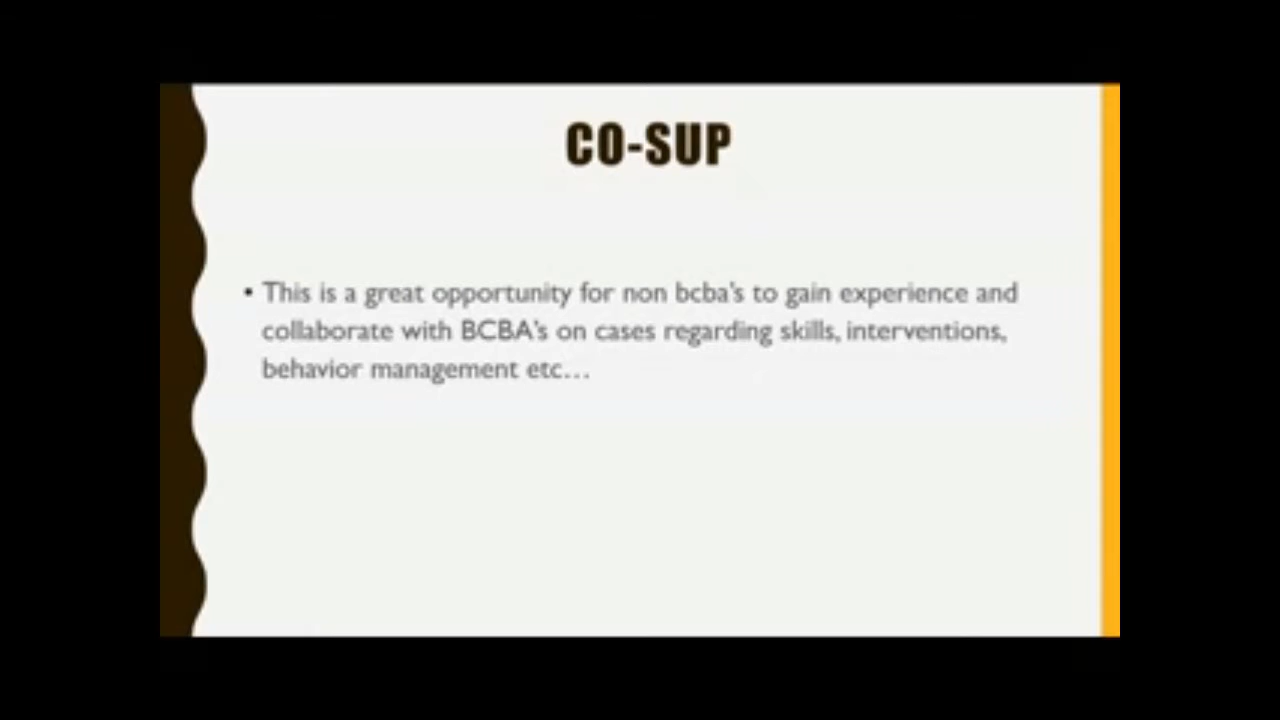 CO-SUP
• This is a great opportunity for non bcba's to gain experience and
collaborate with BCBA's on cases regarding skills, interventions,
behavior management etc…